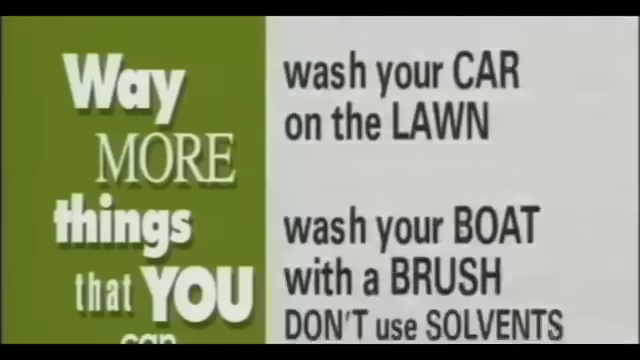 Way
MORE
things
that YOU
can
wash your CAR
on the LAWN
wash your BOAT
with a BRUSH
DON'T use SOLVENTS